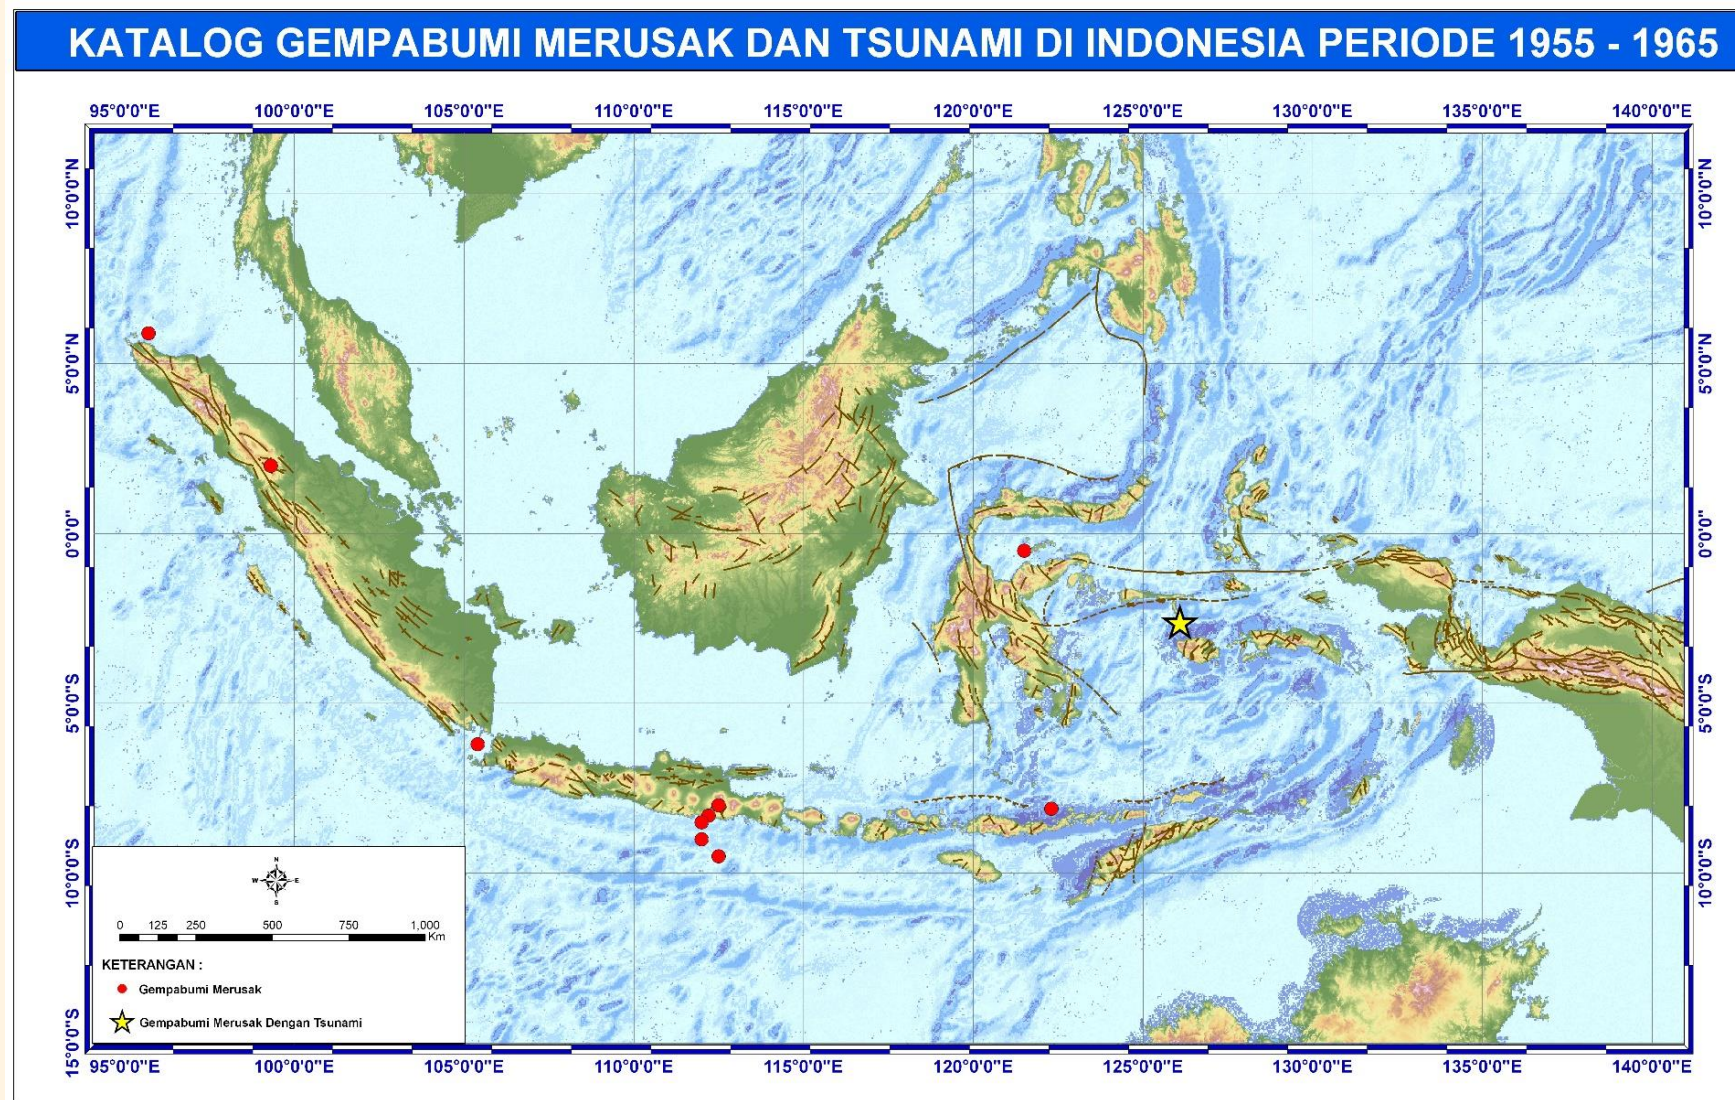 KATALOG GEMPABUMI MERUSAK DAN TSUNAMI DI INDONESIA PERIODE 1955 - 1965
95°0'0"E 100°0'0"E 105°0'0"E 110°0'0"E 115°0'0"E 120°0'0"E 125°0'0"E 130°0'0"E 135°0'0"E 140°0'0"E
10°0'0"N 10°0'0"N
5°0'0"N 5°0'0"N
0°0'0" 0°0'0"
5°0'0"S 5°0'0"S
10°0'0"S 10°0'0"S
15°0'0"S
N
W E
S
0 125 250 500 750 1,000
Km
KETERANGAN :
Gempabumi Merusak
Gempabumi Merusak Dengan Tsunami
95°0'0"E 100°0'0"E 105°0'0"E 110°0'0"E 115°0'0"E 120°0'0"E 125°0'0"E 130°0'0"E 135°0'0"E 140°0'0"E